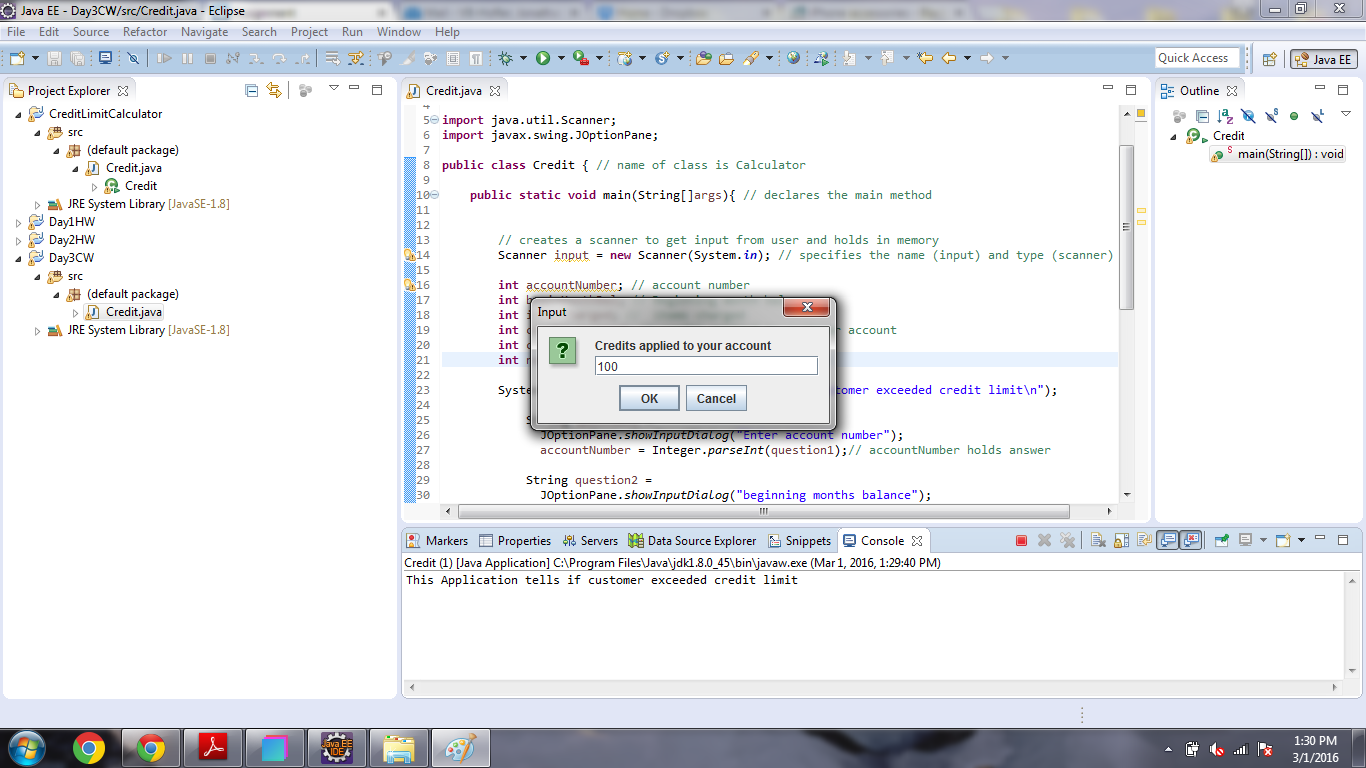 Java EE - Day3CW/src/Credit.java - Eclipse
File Edit Source Refactor Navigate Search Project Run Window Help
Quick Access
Java EE
Project Explorer
CreditLimitCalculator
src
(default package)
Credit.java
Credit
JRE System Library [JavaSE-1.8]
Day1HW
Day2HW
Day3CW
src
(default package)
Credit.java
JRE System Library [JavaSE-1.8]
Credit.java
4
5 import java.util.Scanner;
6 import javax.swing.JOptionPane;
7
8 public class Credit { // name of class is Calculator
9
10 public static void main(String[]args){ // declares the main method
11
12
13 // creates a scanner to get input from user and holds in memory
14 Scanner input = new Scanner(System.in); // specifies the name (input) and type (scanner)
15
16 int accountNumber; // account number
17 int
18 int
19 int account
20 int
21 int
22
23 System exceeded credit limit\n");
24
25
26 JOptionPane.showInputDialog("Enter account number");
27 accountNumber = Integer.parseInt(question1);// accountNumber holds answer
28
29 String question2 =
30 JOptionPane.showInputDialog("beginning months balance");
Input
Credits applied to your account
100
OK Cancel
Outline
Credit
main(String[]) : void
Markers Properties Servers Data Source Explorer Snippets Console
Credit (1) [Java Application] C:\Program Files\Java\jdk1.8.0_45\bin\javaw.exe (Mar 1, 2016, 1:29:40 PM)
This Application tells if customer exceeded credit limit
Java EE
IDE
1:30 PM
3/1/2016